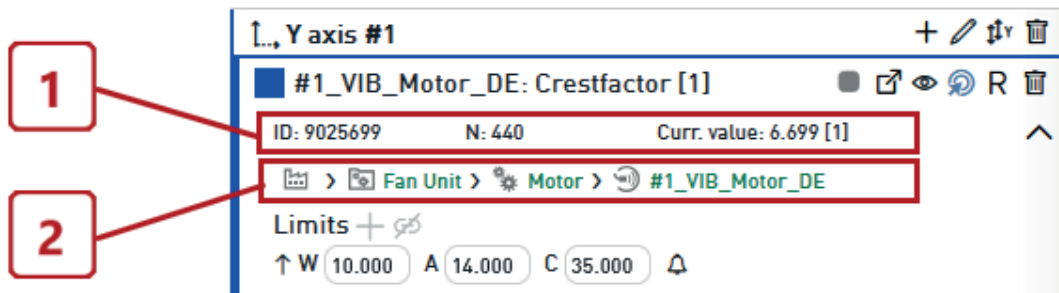 Y axis #1
1
#1_VIB_Motor_DE: Crestfactor [1] R
ID: 9025699 N: 440 Curr. value: 6.699 [1]
> Fan Unit > Motor > #1_VIB_Motor_DE
2
Limits
↑ W 10.000 A 14.000 C 35.000